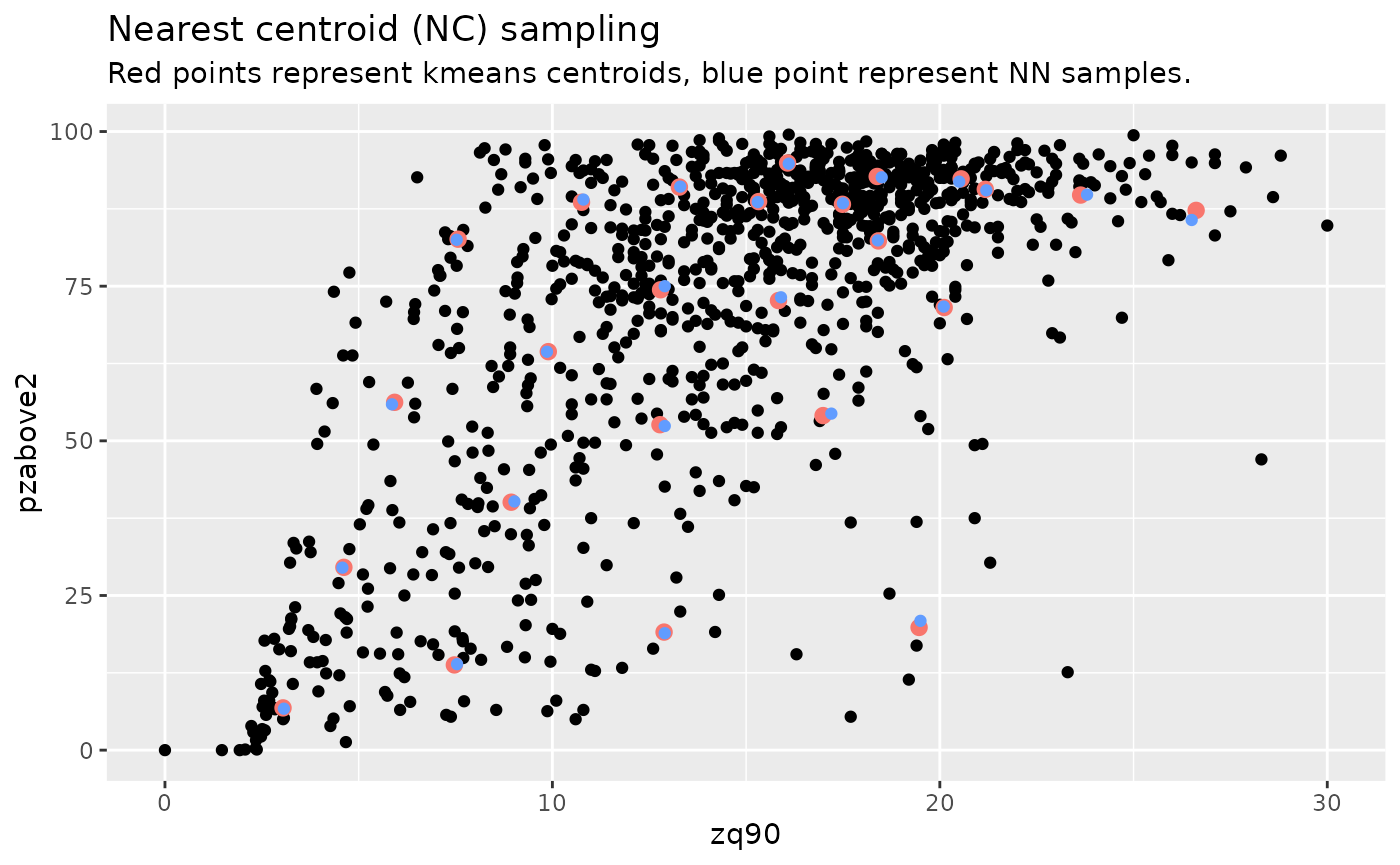 Nearest centroid (NC) sampling
Red points represent kmeans centroids, blue point represent NN samples.
100
75
50
25
0
pzabove2
0 10 20 30
zq90